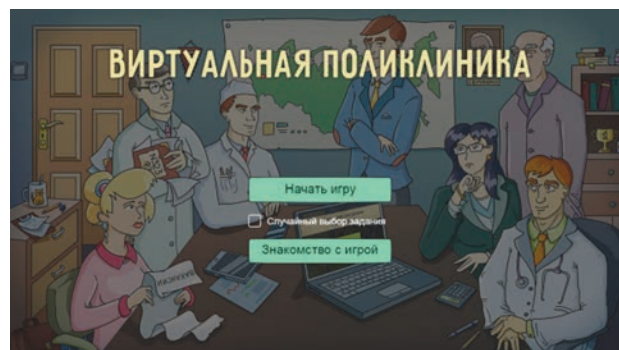 ВИРТУАЛЬНАЯ ПОЛИКЛИНИКА
Начать игру
Случайный выбор задания
Знакомство с игрой